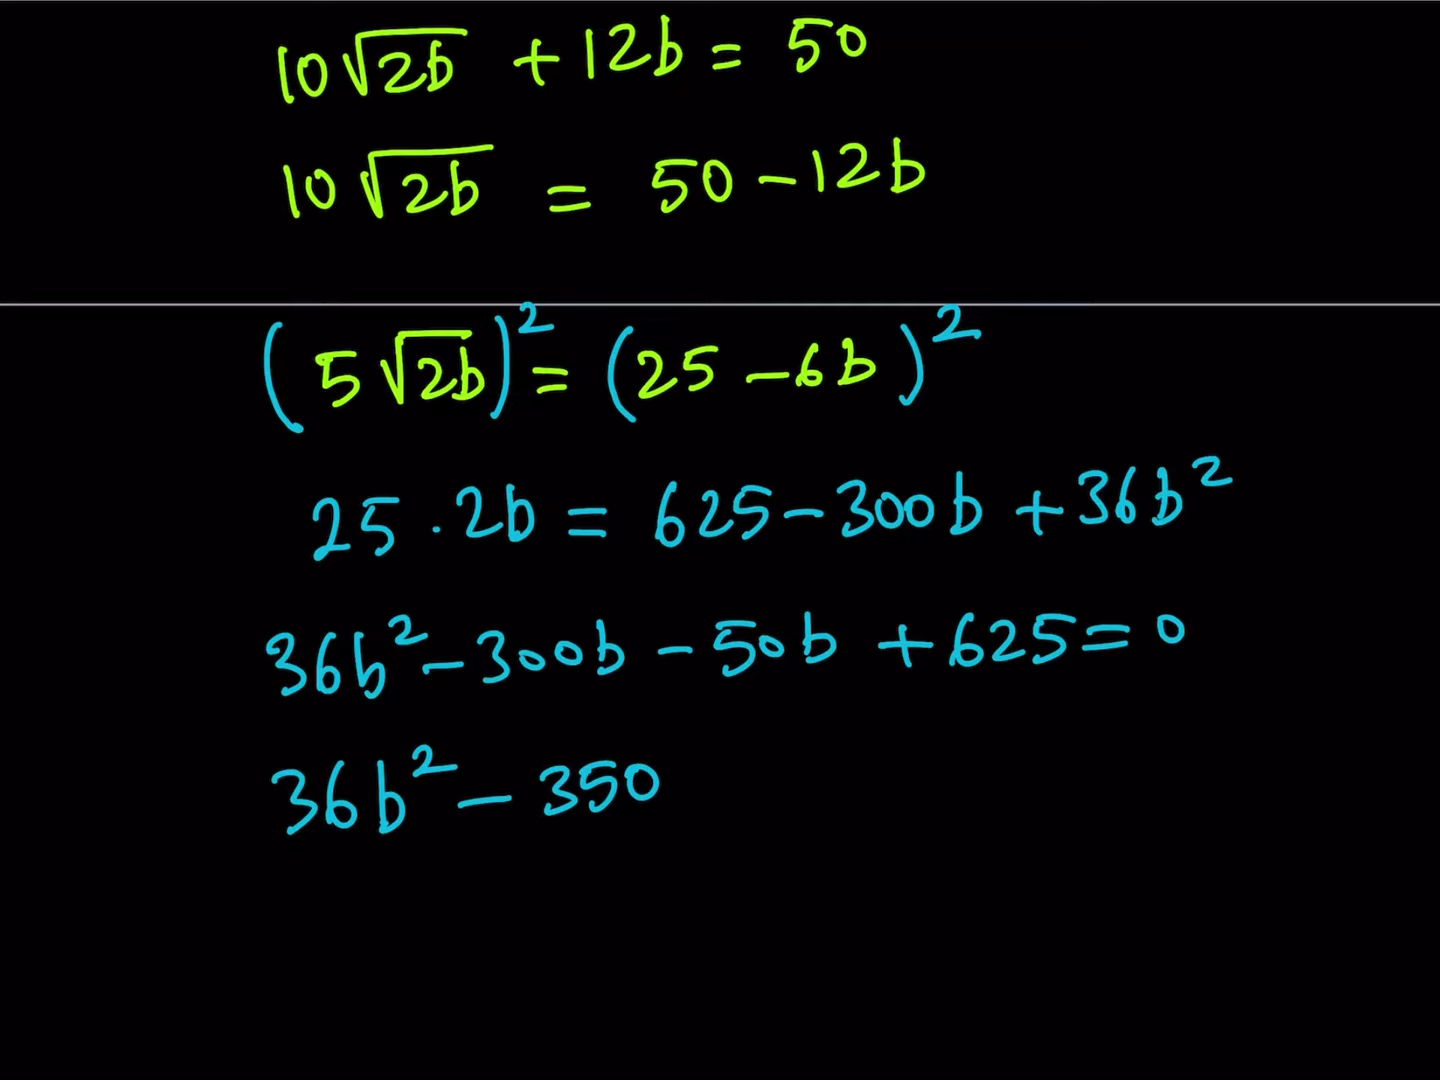 10√2b + 12b = 50
10√2b = 50 - 12b
(5√2b)² = (25 - 6b)²
25 · 2b = 625 - 300b + 36b²
36b² - 300b - 50b + 625 = 0
36b² - 350